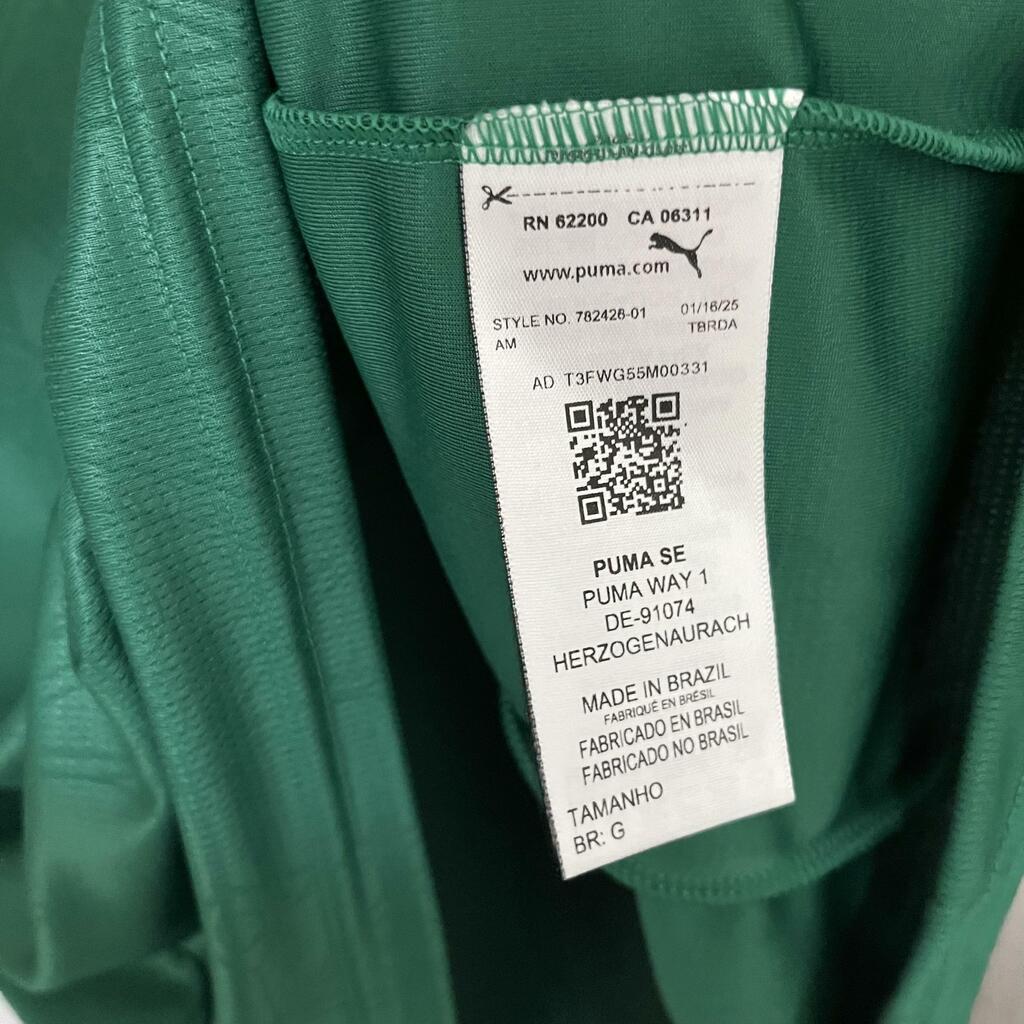 RN 62200 CA 06311
www.puma.com
STYLE NO. 782426-01 01/16/25
AM TBRDA
AD T3FWG55M00331
PUMA SE
PUMA WAY 1
DE-91074
HERZOGENAURACH
MADE IN BRAZIL
FABRIQUÉ EN BRÉSIL
FABRICADO EN BRASIL
FABRICADO NO BRASIL
TAMANHO
BR: G